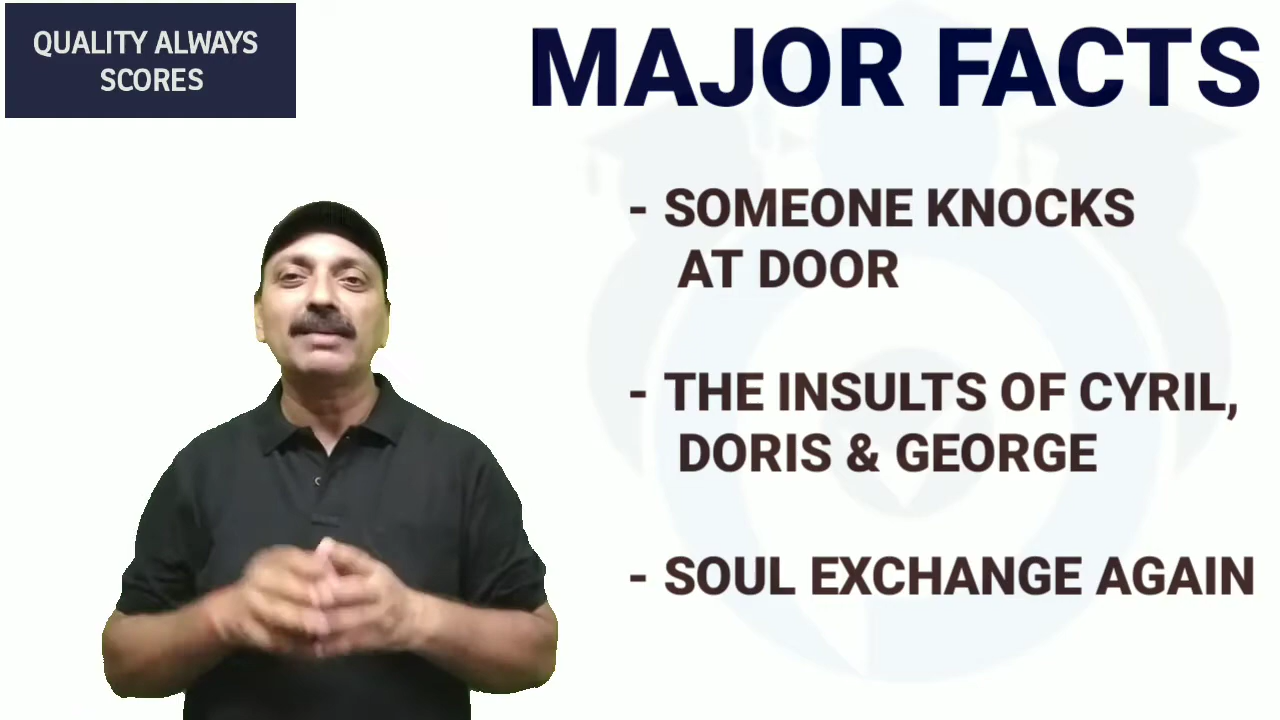 QUALITY ALWAYS
SCORES
MAJOR FACTS
- SOMEONE KNOCKS
AT DOOR
- THE INSULTS OF CYRIL,
DORIS & GEORGE
- SOUL EXCHANGE AGAIN